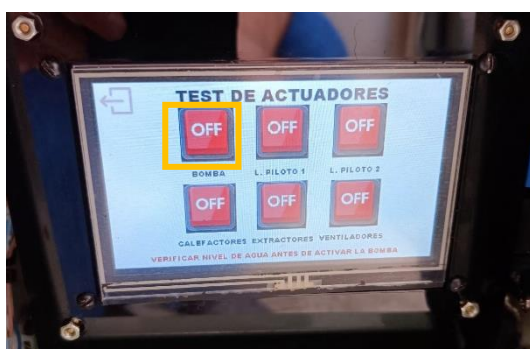 TEST DE ACTUADORES
OFF OFF OFF
BOMBA L. PILOTO 1 L. PILOTO 2
OFF OFF OFF
CALEFACTORES EXTRACTORES VENTILADORES
VERIFICAR NIVEL DE AGUA ANTES DE ACTIVAR LA BOMBA